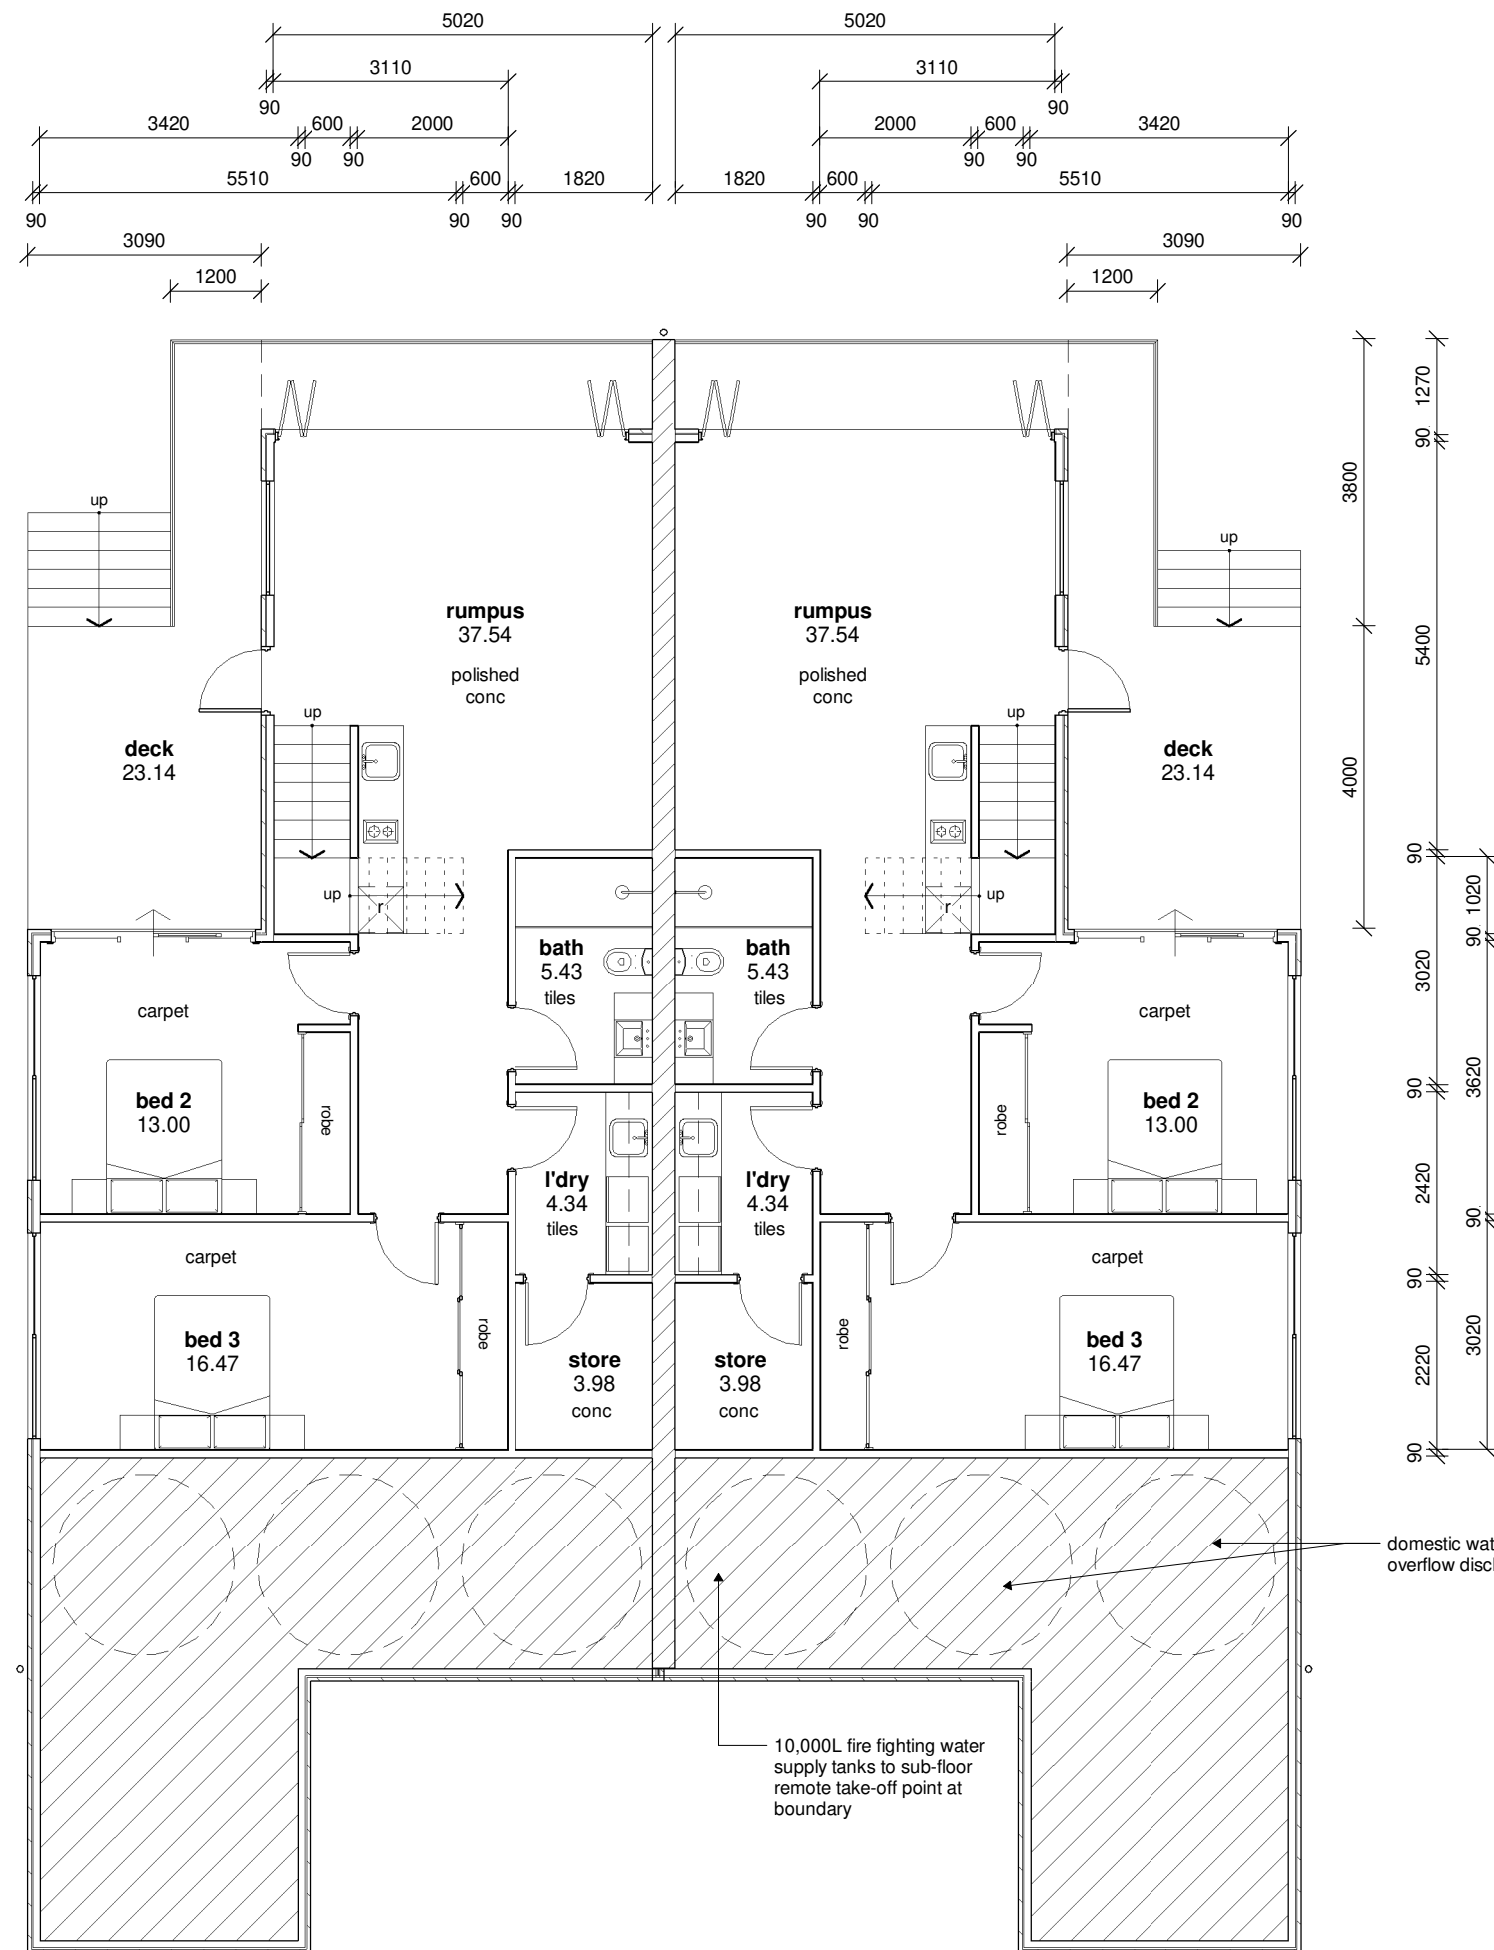 5020 5020
3110 3110
90 90
3420 600 2000 2000 600 3420
90 90 90 90
5510 600 1820 1820 600 5510
90 90 90 90 90 90
3090 3090
1200 1200
1270
90
3800
5400
4000
90
1020
90
3020
3620
90
2420
90
90
3020
2220
90
up
up
rumpus
37.54
polished
conc
rumpus
37.54
polished
conc
up
up
deck
23.14
deck
23.14
up
r
r
up
bath
5.43
tiles
bath
5.43
tiles
carpet
carpet
bed 2
13.00
robe
robe
bed 2
13.00
l'dry
4.34
tiles
l'dry
4.34
tiles
carpet
carpet
bed 3
16.47
robe
store
3.98
conc
store
3.98
conc
robe
bed 3
16.47
domestic wat
overflow discl
10,000L fire fighting water
supply tanks to sub-floor
remote take-off point at
boundary